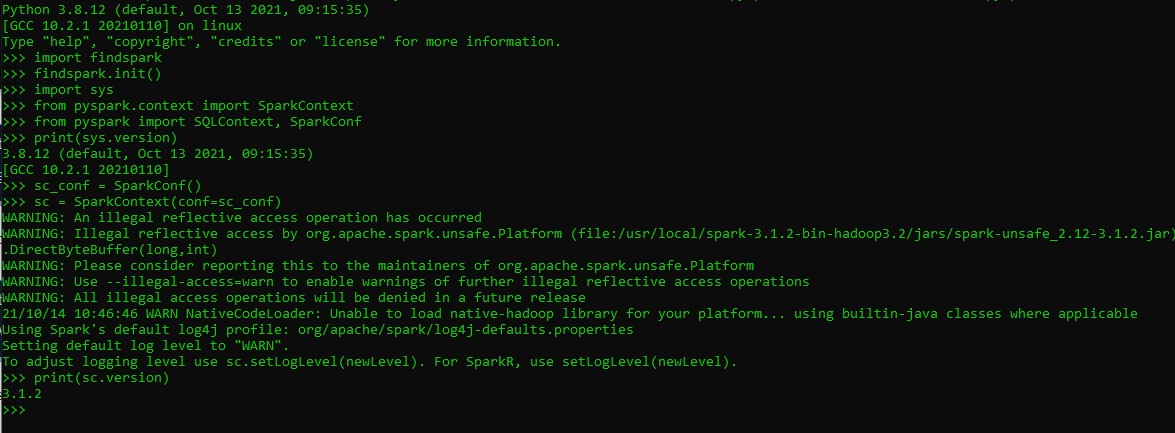 Python 3.8.12 (default, Oct 13 2021, 09:15:35)
[GCC 10.2.1 20210110] on linux
Type "help", "copyright", "credits" or "license" for more information.
>>> import findspark
>>> findspark.init()
>>> import sys
>>> from pyspark.context import SparkContext
>>> from pyspark import SQLContext, SparkConf
>>> print(sys.version)
3.8.12 (default, Oct 13 2021, 09:15:35)
[GCC 10.2.1 20210110]
>>> sc_conf = SparkConf()
>>> sc = SparkContext(conf=sc_conf)
WARNING: An illegal reflective access operation has occurred
WARNING: Illegal reflective access by org.apache.spark.unsafe.Platform (file:/usr/local/spark-3.1.2-bin-hadoop3.2/jars/spark-unsafe_2.12-3.1.2.jar)
.DirectByteBuffer(long,int)
WARNING: Please consider reporting this to the maintainers of org.apache.spark.unsafe.Platform
WARNING: Use --illegal-access=warn to enable warnings of further illegal reflective access operations
WARNING: All illegal access operations will be denied in a future release
21/10/14 10:46:46 WARN NativeCodeLoader: Unable to load native-hadoop library for your platform... using builtin-java classes where applicable
Using Spark's default log4j profile: org/apache/spark/log4j-defaults.properties
Setting default log level to "WARN".
To adjust logging level use sc.setLogLevel(newLevel). For SparkR, use setLogLevel(newLevel).
>>> print(sc.version)
3.1.2
>>>